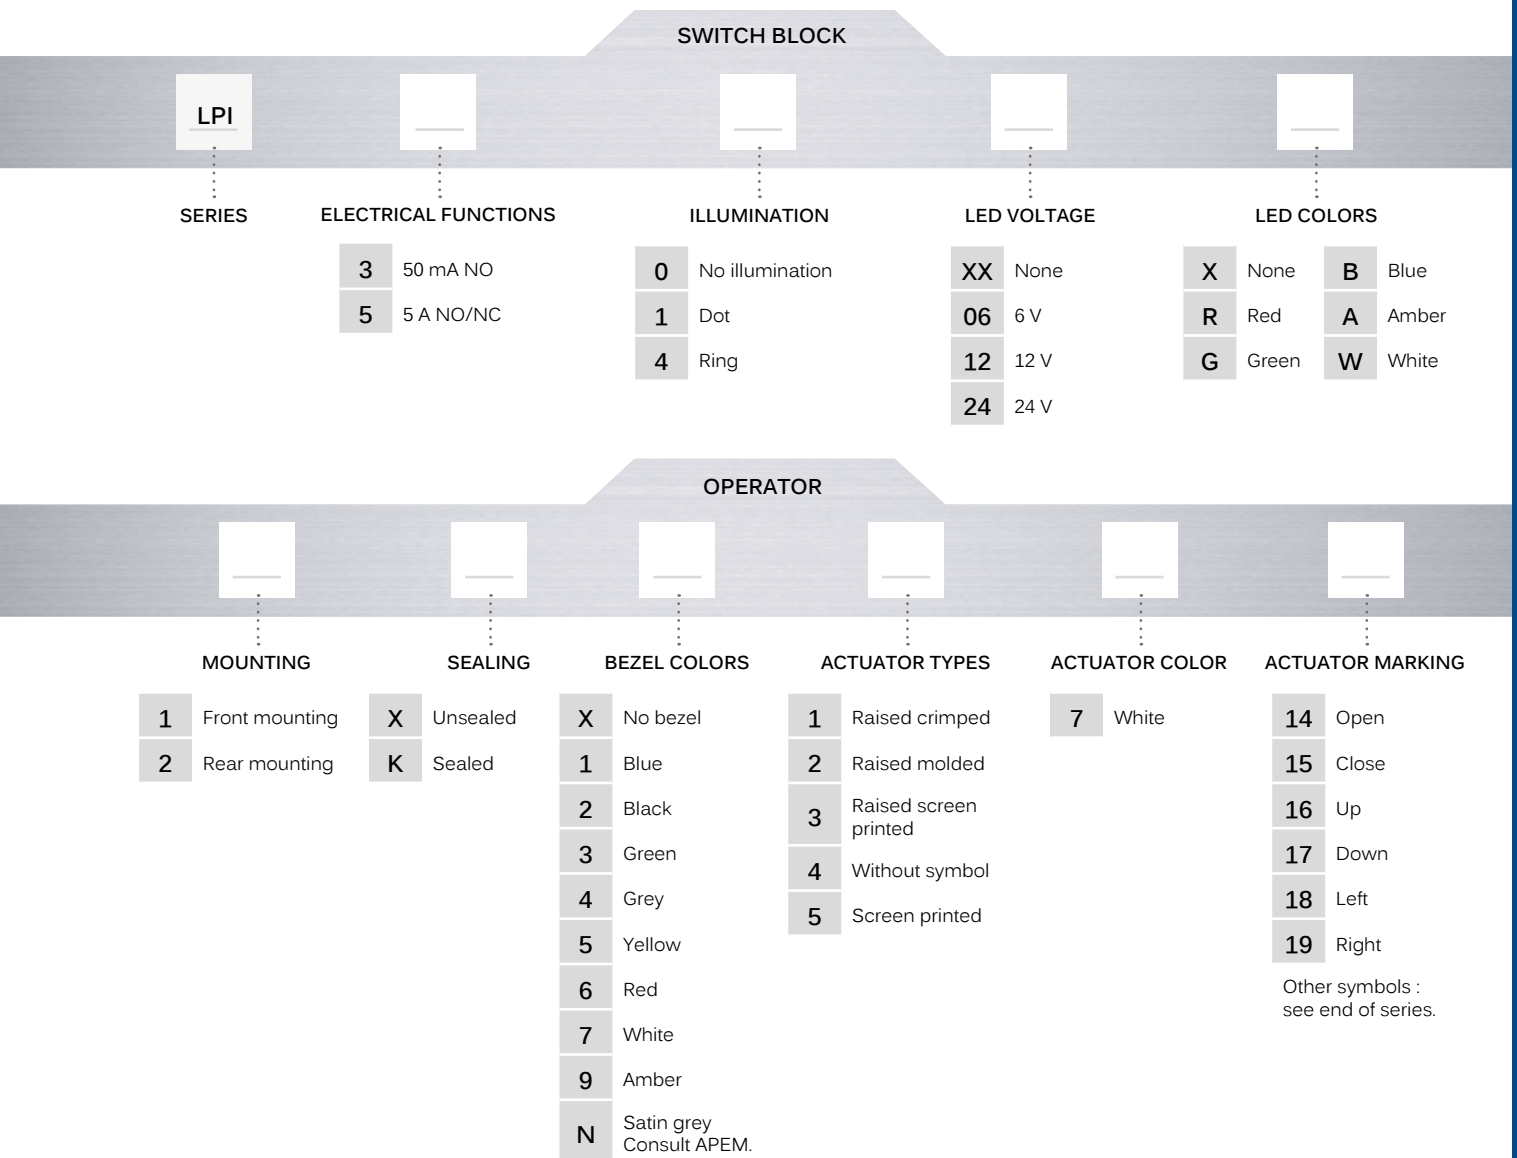 SWITCH BLOCK
LPI
SERIES
ELECTRICAL FUNCTIONS
3 50 mA NO
5 5 A NO/NC
ILLUMINATION
0 No illumination
1 Dot
4 Ring
LED VOLTAGE
XX None
06 6 V
12 12 V
24 24 V
LED COLORS
X None B Blue
R Red A Amber
G Green W White
OPERATOR
MOUNTING
1 Front mounting
2 Rear mounting
SEALING
X Unsealed
K Sealed
BEZEL COLORS
X No bezel
1 Blue
2 Black
3 Green
4 Grey
5 Yellow
6 Red
7 White
9 Amber
N Satin grey
Consult APEM.
ACTUATOR TYPES
1 Raised crimped
2 Raised molded
3 Raised screen
printed
4 Without symbol
5 Screen printed
ACTUATOR COLOR
7 White
ACTUATOR MARKING
14 Open
15 Close
16 Up
17 Down
18 Left
19 Right
Other symbols :
see end of series.